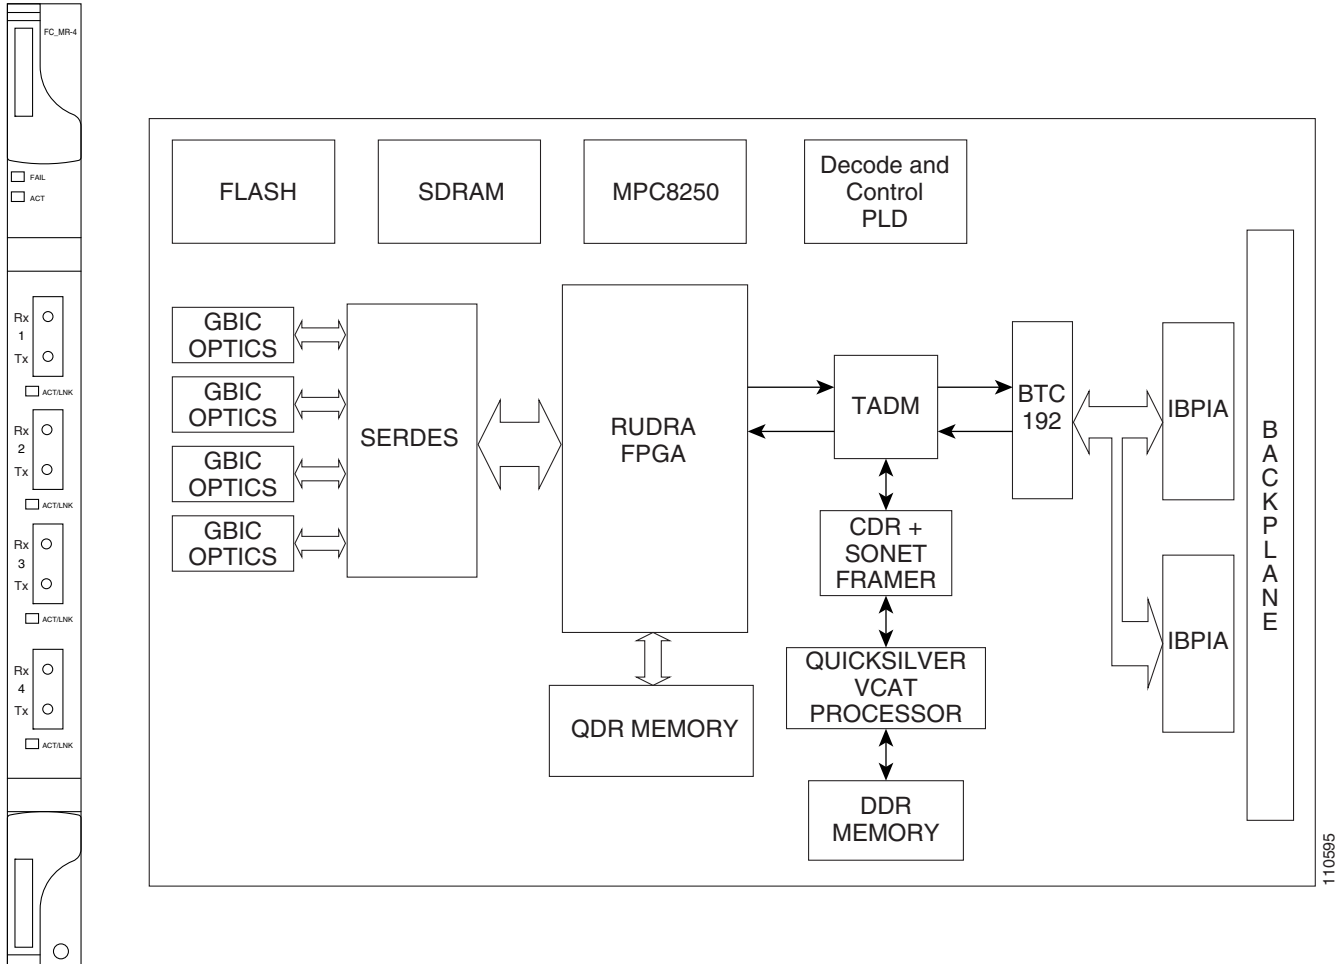 FC_MR-4
FAIL
ACT
Rx
1
Tx
ACT/LNK
Rx
2
Tx
ACT/LNK
Rx
3
Tx
ACT/LNK
Rx
4
Tx
ACT/LNK
FLASH
SDRAM
MPC8250
Decode and
Control
PLD
GBIC
OPTICS
GBIC
OPTICS
GBIC
OPTICS
GBIC
OPTICS
SERDES
RUDRA
FPGA
QDR MEMORY
TADM
CDR +
SONET
FRAMER
QUICKSILVER
VCAT
PROCESSOR
DDR
MEMORY
BTC
192
IBPIA
IBPIA
BACKPLANE
110595